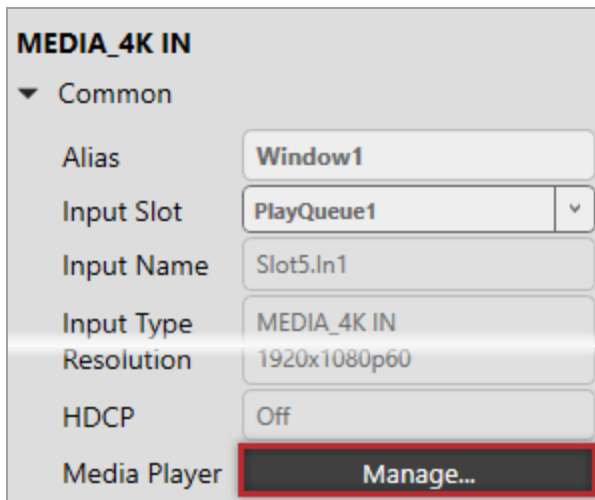 MEDIA_4K IN
Common
Alias Window1
Input Slot PlayQueue1
Input Name Slot5.In1
Input Type MEDIA_4K IN
Resolution 1920x1080p60
HDCP Off
Media Player Manage...